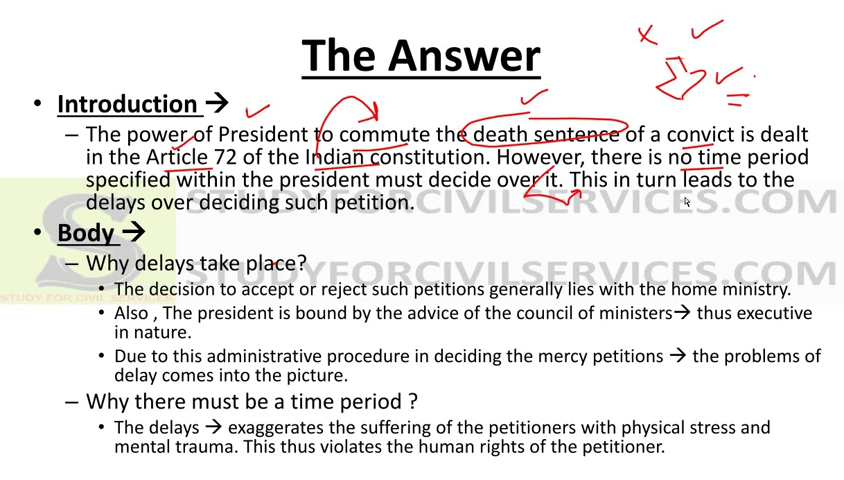 The Answer
• Introduction →
– The power of President to commute the death sentence of a convict is dealt
in the Article 72 of the Indian constitution. However, there is no time period
specified within the president must decide over it. This in turn leads to the
delays over deciding such petition.
STUDYFORCIVILSERVICES.COM
• Body →
– Why delays take place?
STUDYFORCIVILSERVICES.COM
STUDY FOR CIVIL SERVICES
• The decision to accept or reject such petitions generally lies with the home ministry.
• Also , The president is bound by the advice of the council of ministers→ thus executive
in nature.
• Due to this administrative procedure in deciding the mercy petitions → the problems of
delay comes into the picture.
– Why there must be a time period ?
• The delays → exaggerates the suffering of the petitioners with physical stress and
mental trauma. This thus violates the human rights of the petitioner.